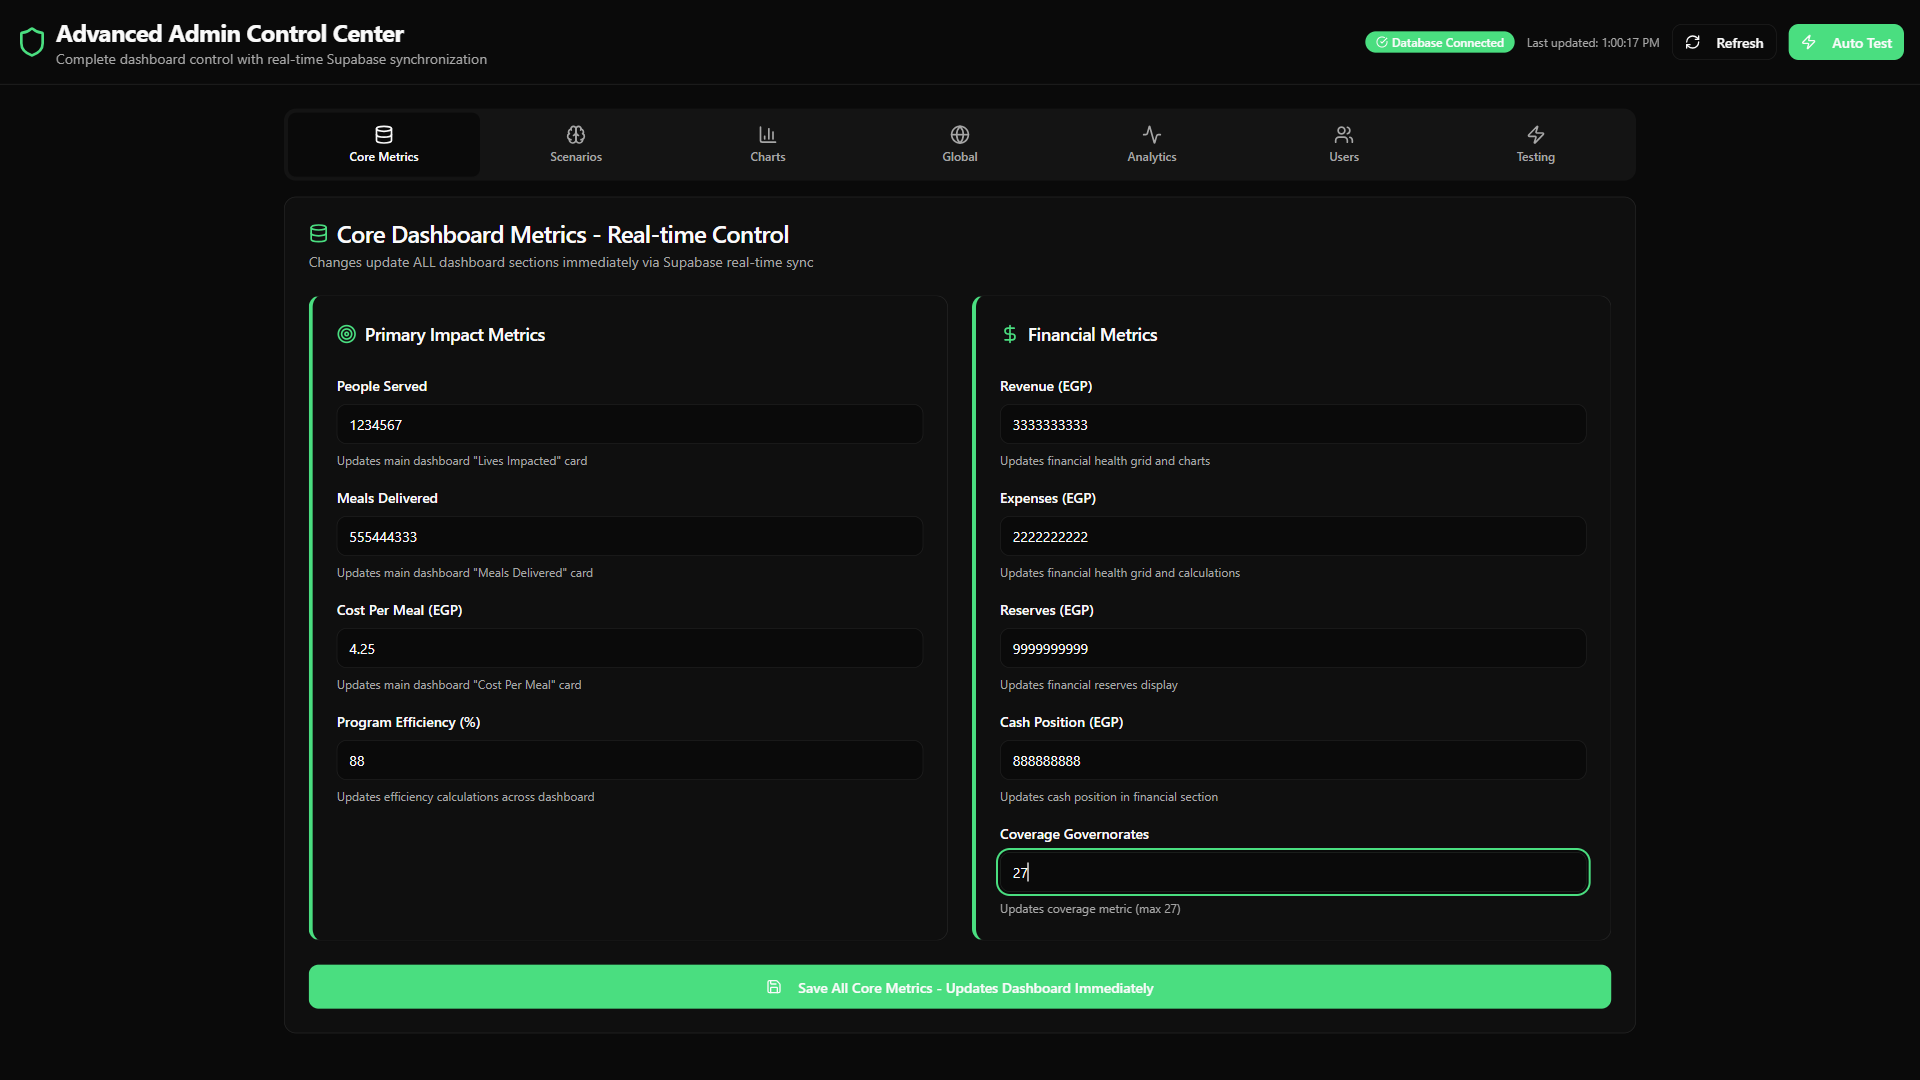 Advanced Admin Control Center
Complete dashboard control with real-time Supabase synchronization
Database Connected
Last updated: 1:00:17 PM
Refresh
Auto Test
Core Metrics
Scenarios
Charts
Global
Analytics
Users
Testing
Core Dashboard Metrics - Real-time Control
Changes update ALL dashboard sections immediately via Supabase real-time sync
Primary Impact Metrics
People Served
1234567
Updates main dashboard "Lives Impacted" card
Meals Delivered
555444333
Updates main dashboard "Meals Delivered" card
Cost Per Meal (EGP)
4.25
Updates main dashboard "Cost Per Meal" card
Program Efficiency (%)
88
Updates efficiency calculations across dashboard
Financial Metrics
Revenue (EGP)
3333333333
Updates financial health grid and charts
Expenses (EGP)
2222222222
Updates financial health grid and calculations
Reserves (EGP)
9999999999
Updates financial reserves display
Cash Position (EGP)
888888888
Updates cash position in financial section
Coverage Governorates
27
Updates coverage metric (max 27)
Save All Core Metrics - Updates Dashboard Immediately